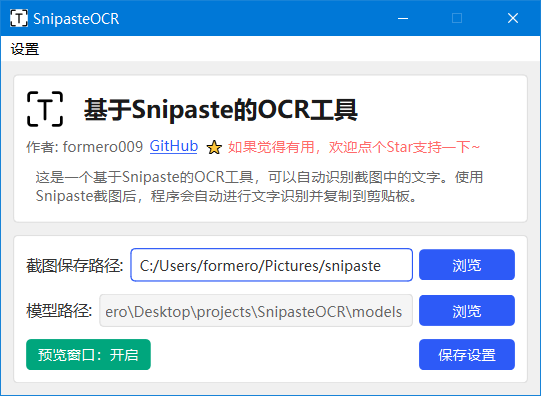 SnipasteOCR
设置
基于Snipaste的OCR工具
作者: formero009 GitHub 如果觉得有用，欢迎点个Star支持一下~
这是一个基于Snipaste的OCR工具，可以自动识别截图中的文字。使用
Snipaste截图后，程序会自动进行文字识别并复制到剪贴板。
截图保存路径: C:/Users/formero/Pictures/snipaste 浏览
模型路径: ero\Desktop\projects\SnipasteOCR\models 浏览
预览窗口：开启 保存设置